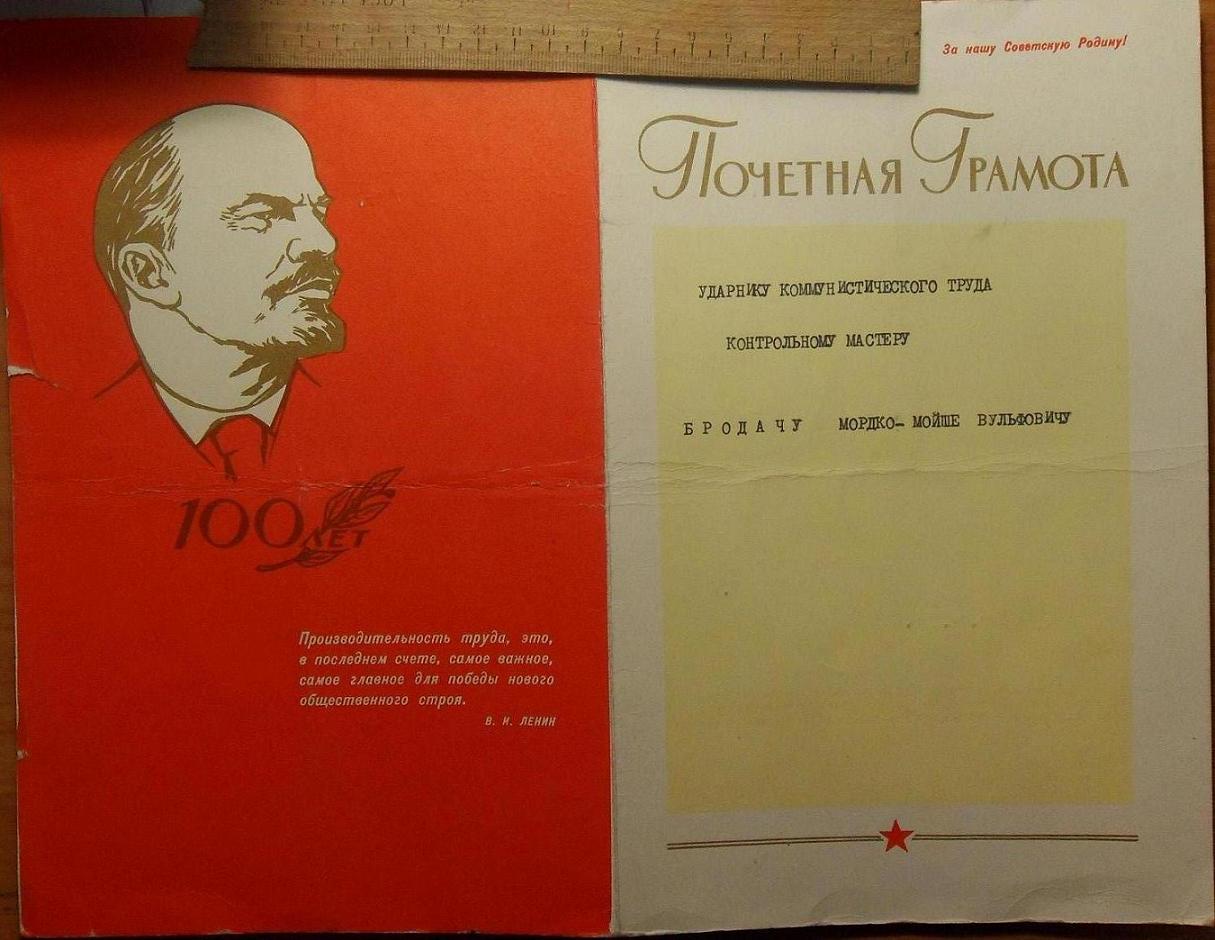 100 ЛЕТ
Производительность труда, это,
в последнем счете, самое важное,
самое главное для победы нового
общественного строя.
В. И. ЛЕНИН
За нашу Советскую Родину!
ПОЧЕТНАЯ ГРАМОТА
УДАРНИКУ КОММУНИСТИЧЕСКОГО ТРУДА
КОНТРОЛЬНОМУ МАСТЕРУ
Б Р О Д А Ч У МОРДКО- МОЙШЕ ВУЛЬФОВИЧУ